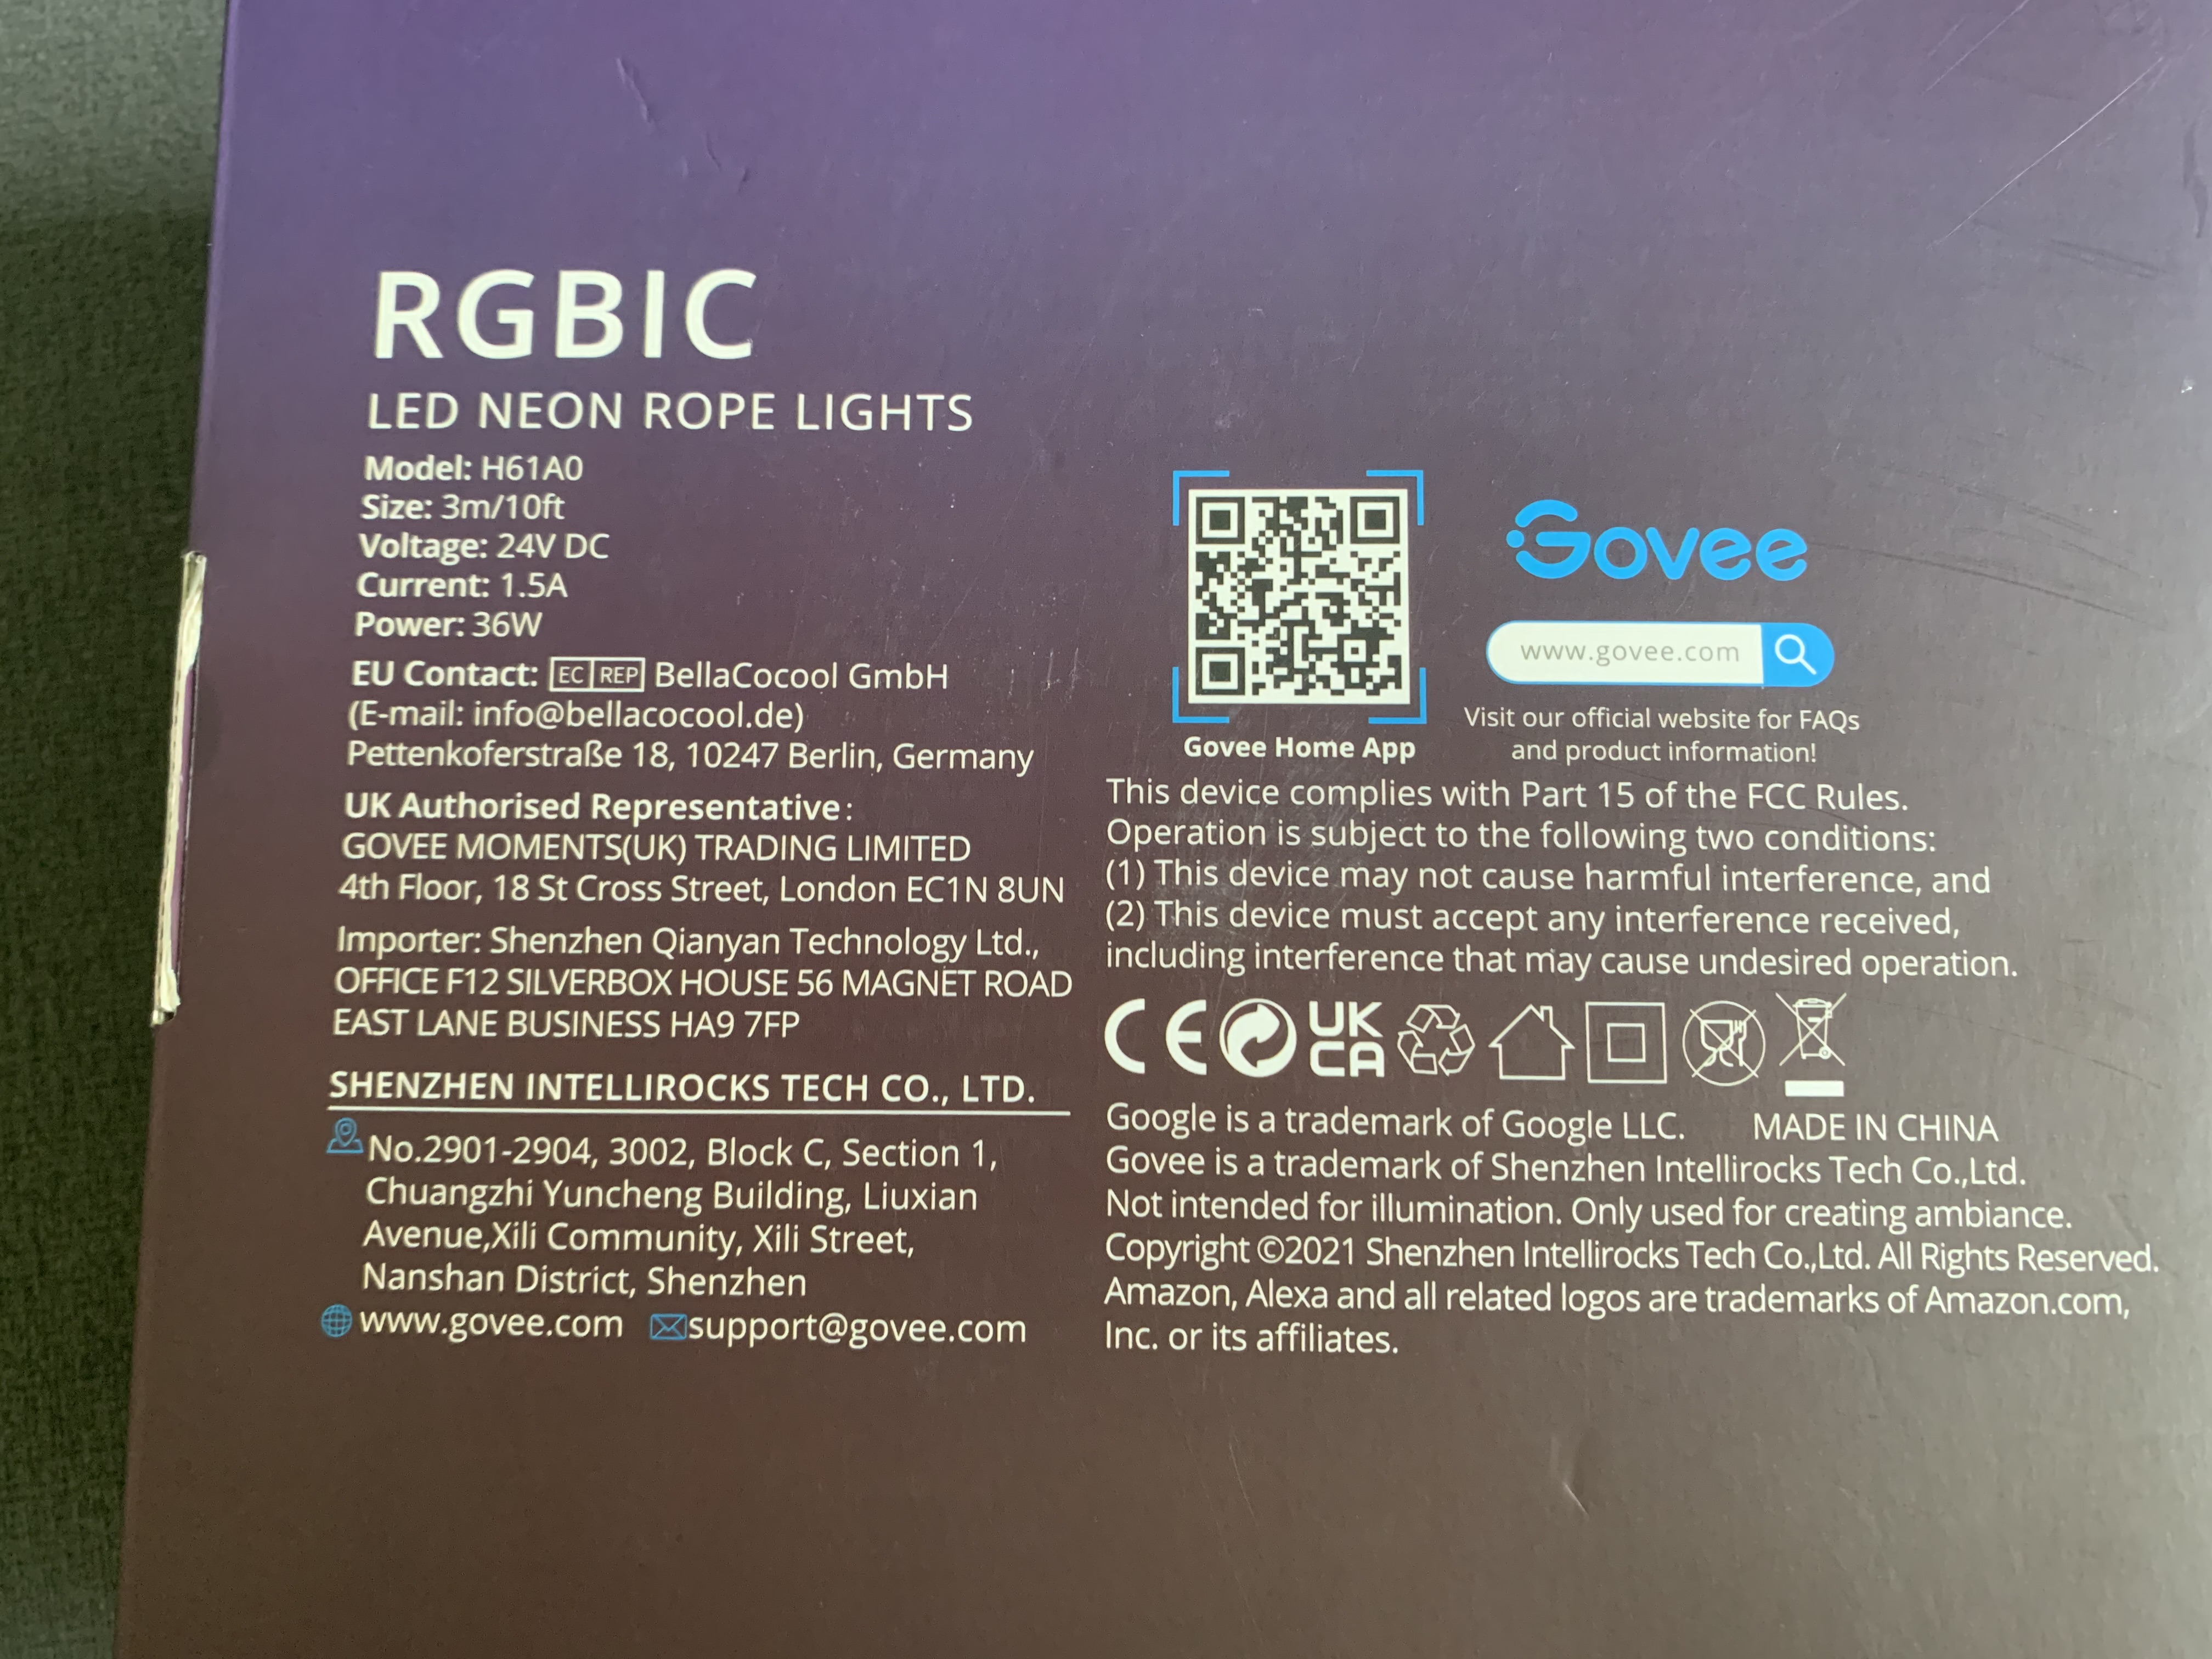 RGBIC
LED NEON ROPE LIGHTS
Model: H61A0
Size: 3m/10ft
Voltage: 24V DC
Current: 1.5A
Power: 36W
EU Contact: EC REP BellaCocool GmbH
(E-mail: info@bellacocool.de)
Pettenkoferstraße 18, 10247 Berlin, Germany
UK Authorised Representative:
GOVEE MOMENTS(UK) TRADING LIMITED
4th Floor, 18 St Cross Street, London EC1N 8UN
Importer: Shenzhen Qianyan Technology Ltd.,
OFFICE F12 SILVERBOX HOUSE 56 MAGNET ROAD
EAST LANE BUSINESS HA9 7FP
SHENZHEN INTELLIROCKS TECH CO., LTD.
No.2901-2904, 3002, Block C, Section 1,
Chuangzhi Yuncheng Building, Liuxian
Avenue,Xili Community, Xili Street,
Nanshan District, Shenzhen
www.govee.com support@govee.com
Govee Home App
Govee
www.govee.com
Visit our official website for FAQs
and product information!
This device complies with Part 15 of the FCC Rules.
Operation is subject to the following two conditions:
(1) This device may not cause harmful interference, and
(2) This device must accept any interference received,
including interference that may cause undesired operation.
CE UK
CA
Google is a trademark of Google LLC. MADE IN CHINA
Govee is a trademark of Shenzhen Intellirocks Tech Co.,Ltd.
Not intended for illumination. Only used for creating ambiance.
Copyright ©2021 Shenzhen Intellirocks Tech Co.,Ltd. All Rights Reserved.
Amazon, Alexa and all related logos are trademarks of Amazon.com,
Inc. or its affiliates.